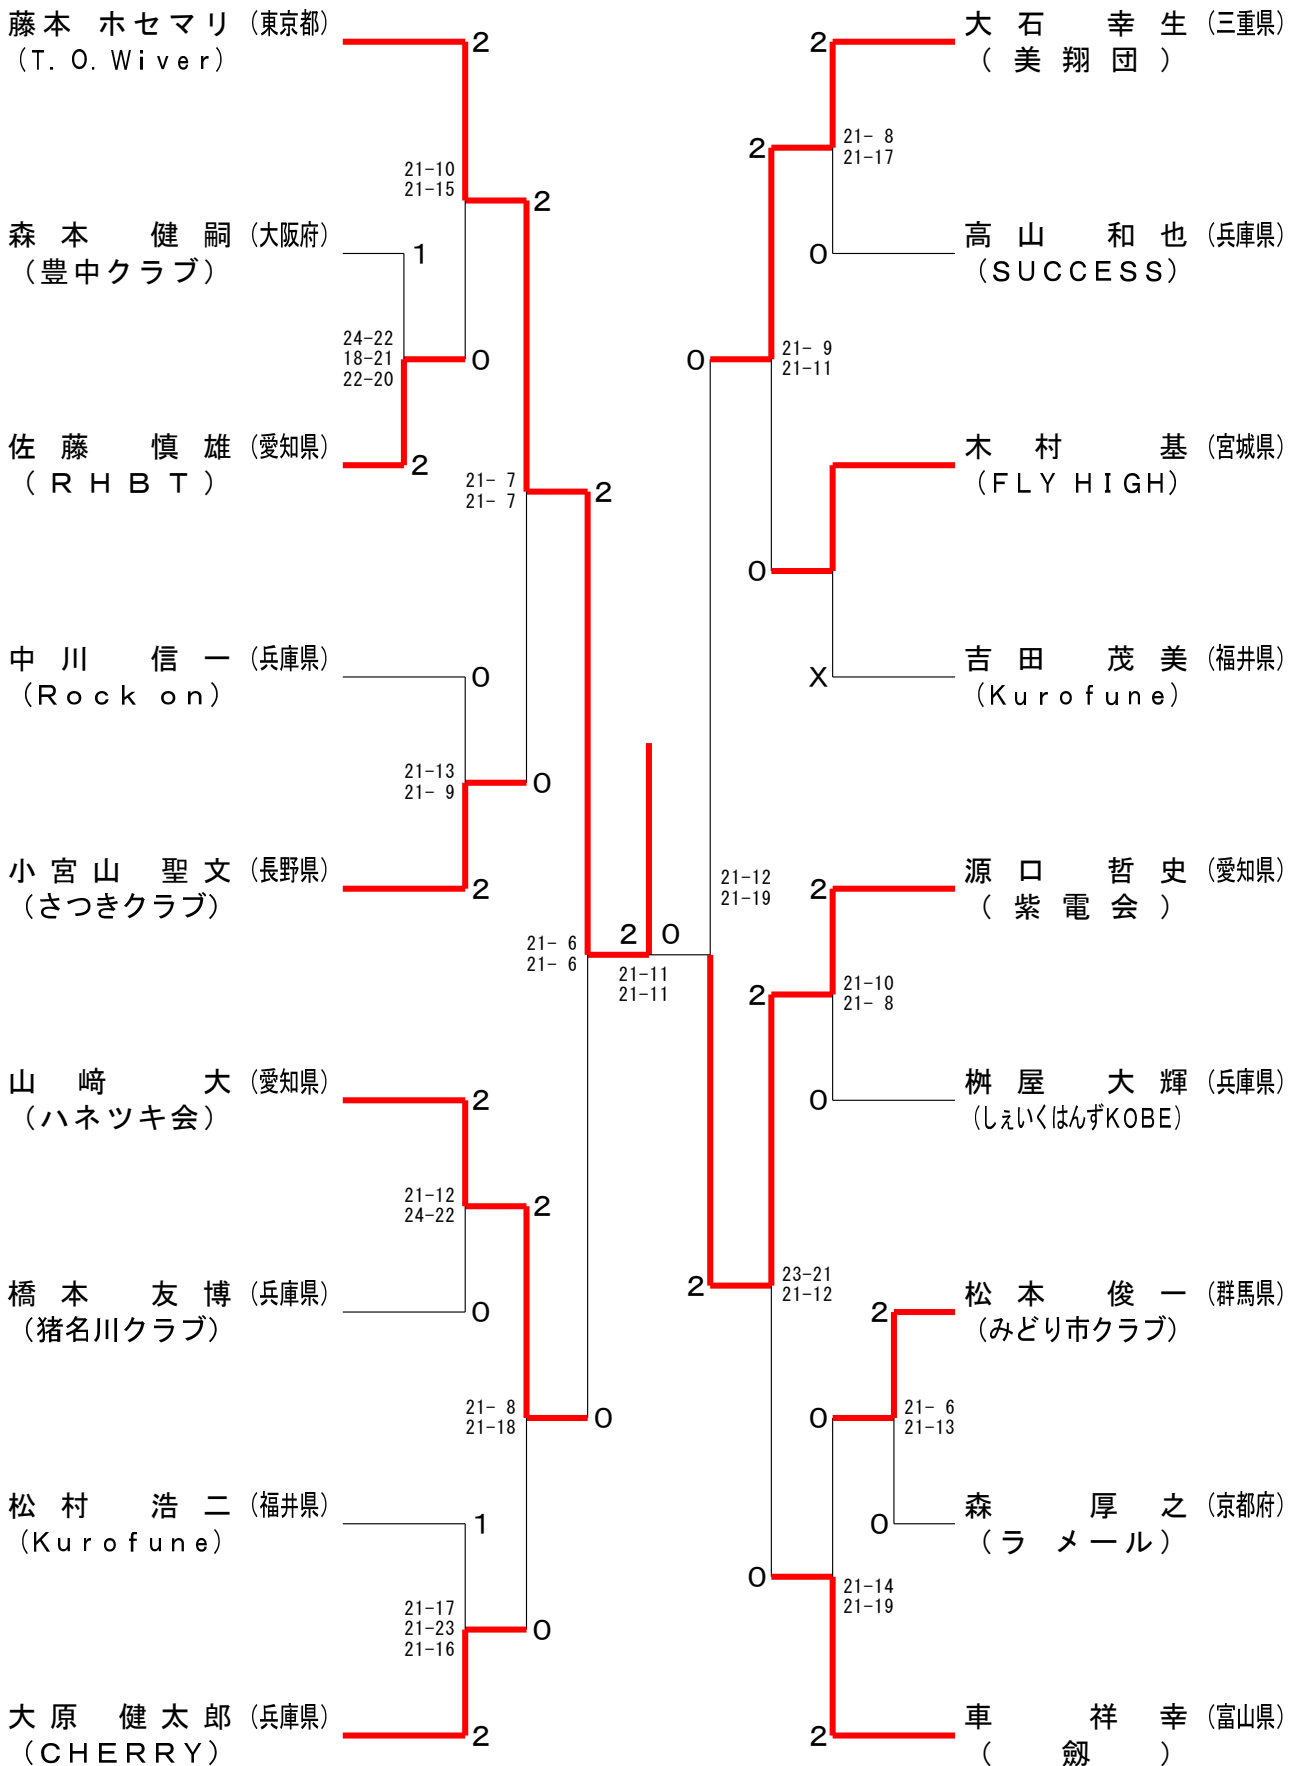 藤本 ホセマリ (東京都)
(T.O.Wiver)
2
21-10
21-15
2
森本 健嗣 (大阪府)
(豊中クラブ)
1
24-22
18-21
22-20
0
佐藤 慎雄 (愛知県)
(RHBT)
2
21- 7
21- 7
2
中川 信一 (兵庫県)
(Rock on)
0
21-13
21- 9
0
小宮山 聖文 (長野県)
(さつきクラブ)
2
21- 6
21- 6
2 0
21-11
21-11
山﨑 大 (愛知県)
(ハネツキ会)
2
21-12
24-22
2
橋本 友博 (兵庫県)
(猪名川クラブ)
0
21- 8
21-18
0
松村 浩二 (福井県)
(Kurofune)
1
21-17
21-23
21-16
0
大原 健太郎 (兵庫県)
(CHERRY)
2
大石 幸生 (三重県)
(美翔団)
2
2
21- 8
21-17
高山 和也 (兵庫県)
(SUCCESS)
0
0
21- 9
21-11
木村 基 (宮城県)
(FLY HIGH)
0
吉田 茂美 (福井県)
(Kurofune)
X
21-12
21-19
源口 哲史 (愛知県)
(紫電会)
2
2
21-10
21- 8
桝屋 大輝 (兵庫県)
(しぇいくはんずKOBE)
0
2
23-21
21-12
松本 俊一 (群馬県)
(みどり市クラブ)
2
0
21- 6
21-13
森 厚之 (京都府)
(ラ メール)
0
0
21-14
21-19
車 祥幸 (富山県)
(剱)
2